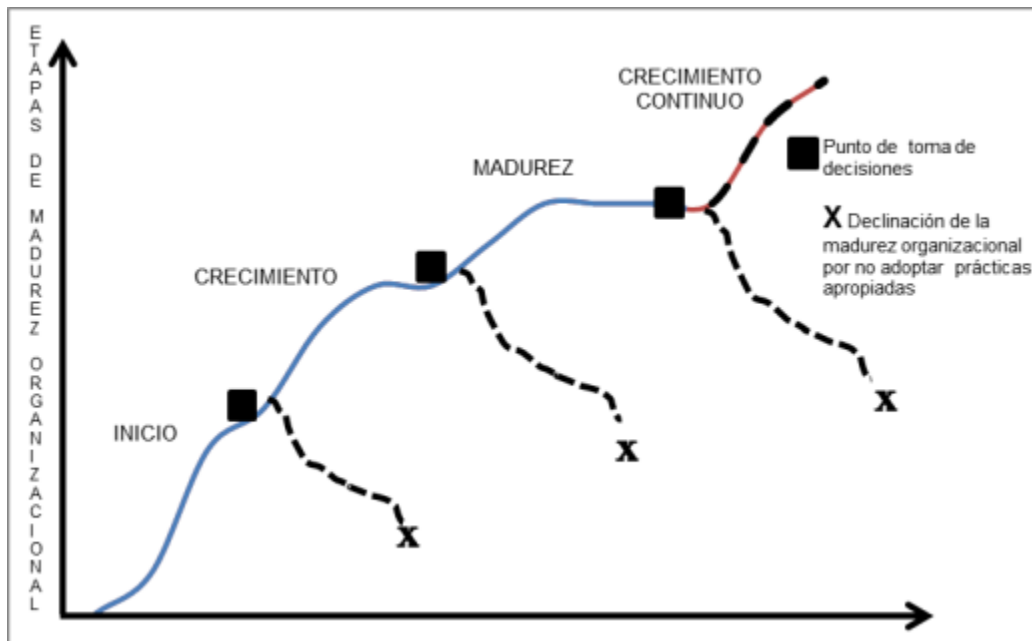 ETAPAS DE MADUREZ ORGANIZACIONAL
CRECIMIENTO
CONTINUO
Punto de toma de
decisiones
MADUREZ
X Declinación de la
madurez organizacional
por no adoptar prácticas
apropiadas
CRECIMIENTO
INICIO
X
X
X